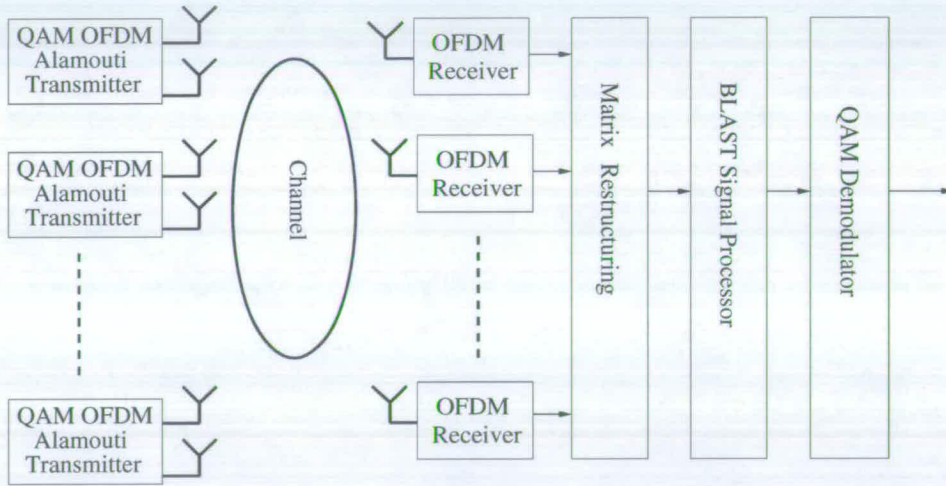 QAM OFDM
Alamouti
Transmitter
OFDM
Receiver
QAM OFDM
Alamouti
Transmitter
OFDM
Receiver
QAM OFDM
Alamouti
Transmitter
OFDM
Receiver
Channel
Matrix Restructuring
BLAST Signal Processor
QAM Demodulator